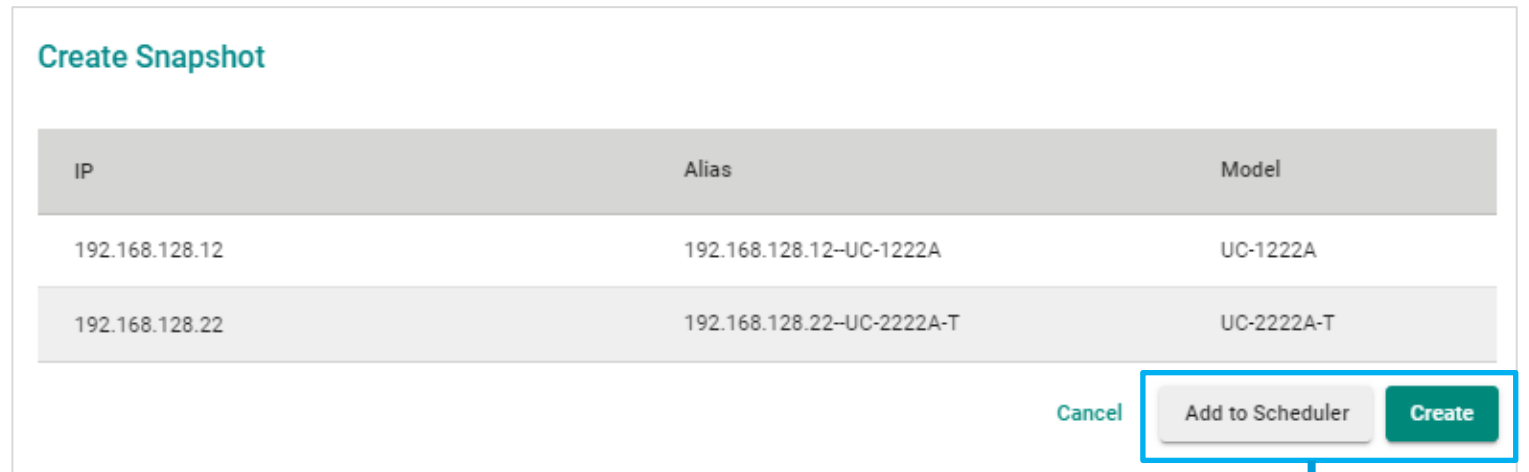 Create Snapshot
IP Alias Model
192.168.128.12 192.168.128.12--UC-1222A UC-1222A
192.168.128.22 192.168.128.22--UC-2222A-T UC-2222A-T
Cancel Add to Scheduler Create